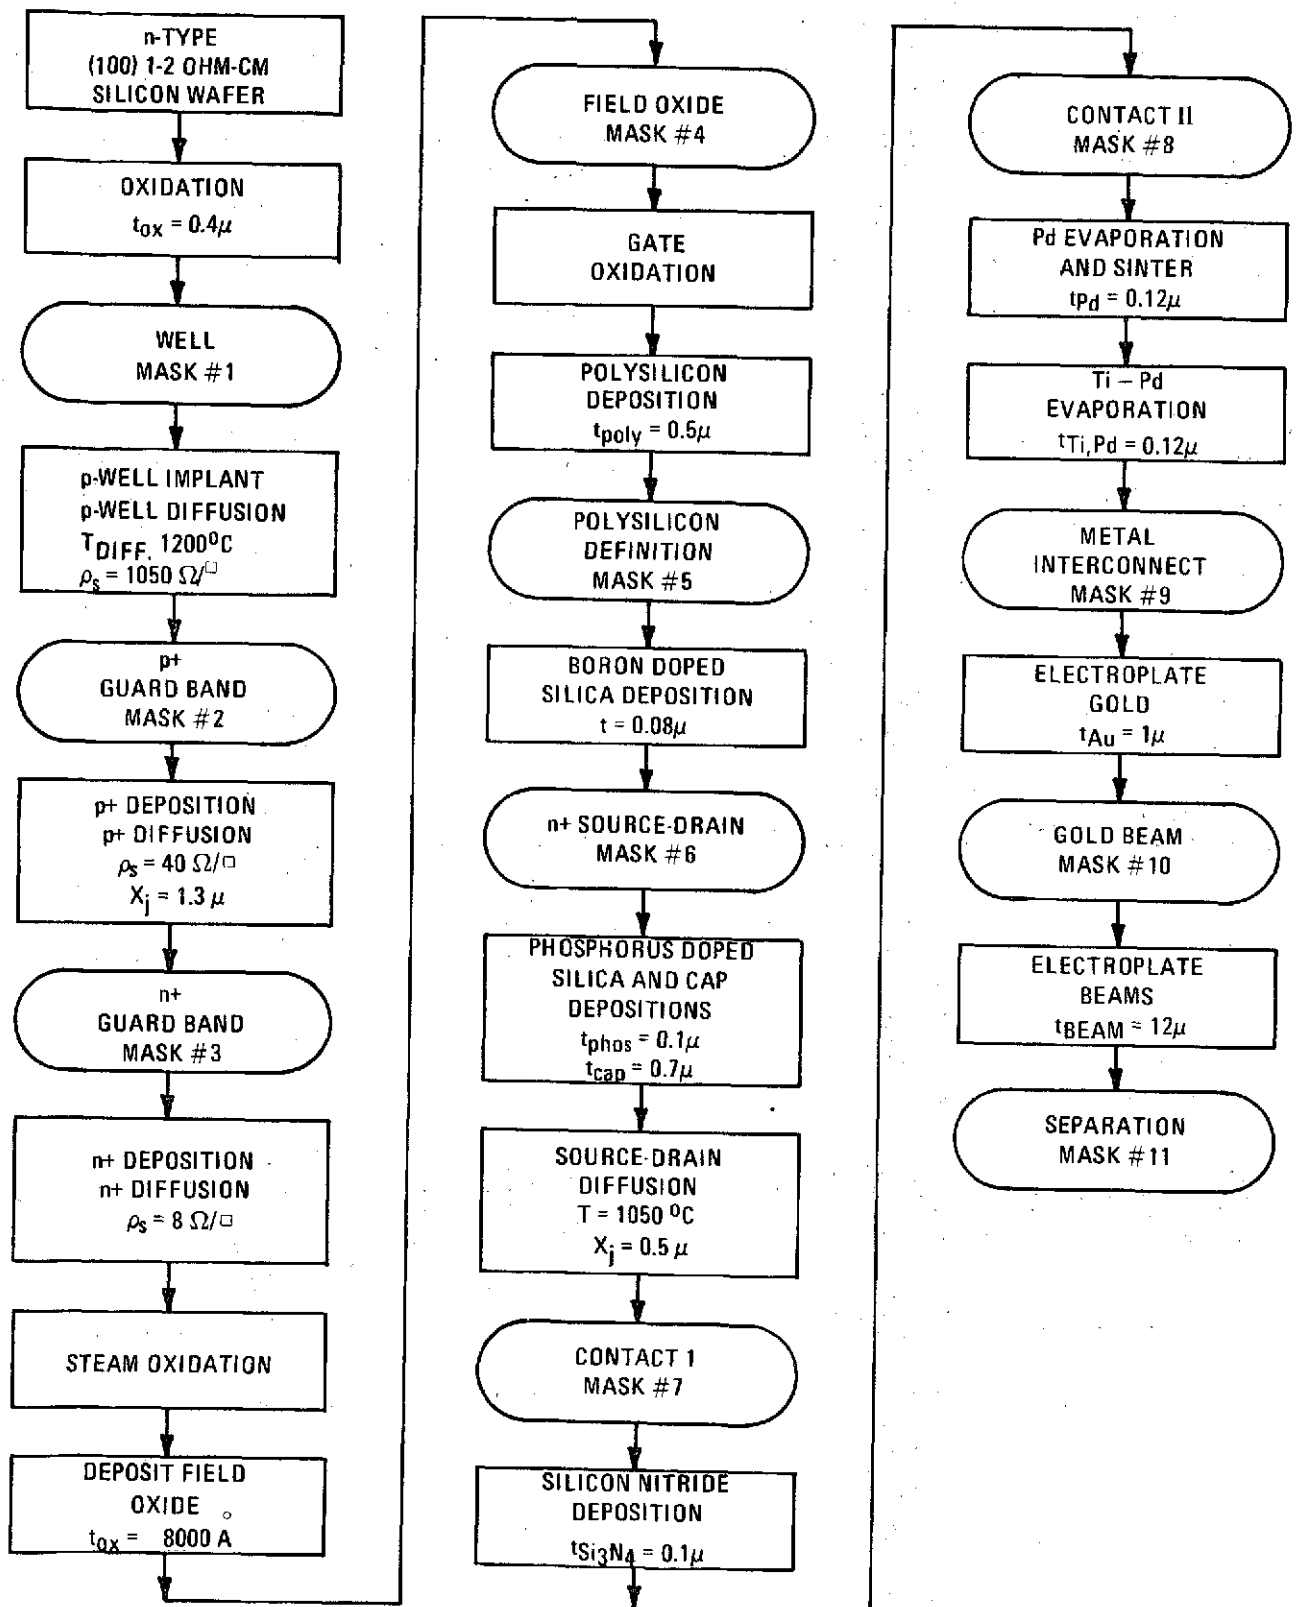 n-TYPE
(100) 1-2 OHM-CM
SILICON WAFER
OXIDATION
tox = 0.4μ
WELL
MASK #1
p-WELL IMPLANT
p-WELL DIFFUSION
TDIFF. 1200⁰C
ρs = 1050 Ω/□
p+
GUARD BAND
MASK #2
p+ DEPOSITION
p+ DIFFUSION
ρs = 40 Ω/□
Xj = 1.3 μ
n+
GUARD BAND
MASK #3
n+ DEPOSITION
n+ DIFFUSION
ρs = 8 Ω/□
STEAM OXIDATION
DEPOSIT FIELD
OXIDE
tox = 8000 Å
FIELD OXIDE
MASK #4
GATE
OXIDATION
POLYSILICON
DEPOSITION
tpoly = 0.5μ
POLYSILICON
DEFINITION
MASK #5
BORON DOPED
SILICA DEPOSITION
t = 0.08μ
n+ SOURCE-DRAIN
MASK #6
PHOSPHORUS DOPED
SILICA AND CAP
DEPOSITIONS
tphos = 0.1μ
tcap = 0.7μ
SOURCE-DRAIN
DIFFUSION
T = 1050 ⁰C
Xj = 0.5 μ
CONTACT 1
MASK #7
SILICON NITRIDE
DEPOSITION
tSi3N4 = 0.1μ
CONTACT II
MASK #8
Pd EVAPORATION
AND SINTER
tPd = 0.12μ
Ti – Pd
EVAPORATION
tTi,Pd = 0.12μ
METAL
INTERCONNECT
MASK #9
ELECTROPLATE
GOLD
tAu = 1μ
GOLD BEAM
MASK #10
ELECTROPLATE
BEAMS
tBEAM = 12μ
SEPARATION
MASK #11